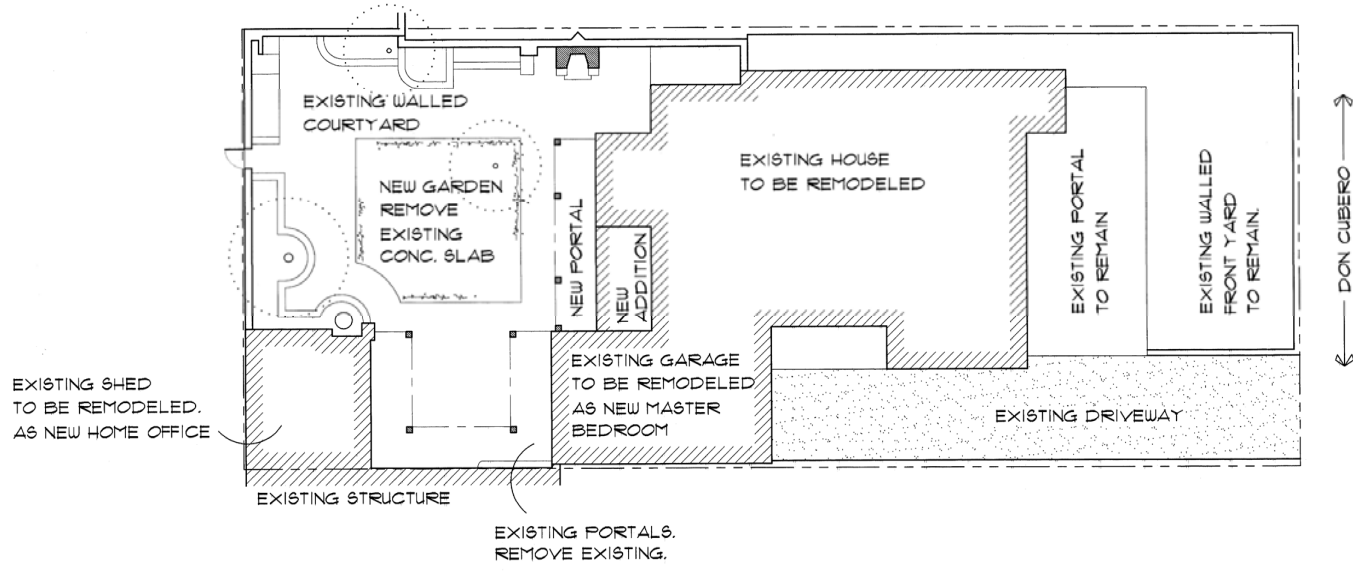 EXISTING WALLED
COURTYARD
NEW GARDEN
REMOVE
EXISTING
CONC. SLAB
NEW PORTAL
NEW
ADDITION
EXISTING HOUSE
TO BE REMODELED
EXISTING PORTAL
TO REMAIN
EXISTING WALLED
FRONT YARD
TO REMAIN.
DON CUBERO
EXISTING GARAGE
TO BE REMODELED
AS NEW MASTER
BEDROOM
EXISTING DRIVEWAY
EXISTING SHED
TO BE REMODELED.
AS NEW HOME OFFICE
EXISTING STRUCTURE
EXISTING PORTALS.
REMOVE EXISTING.